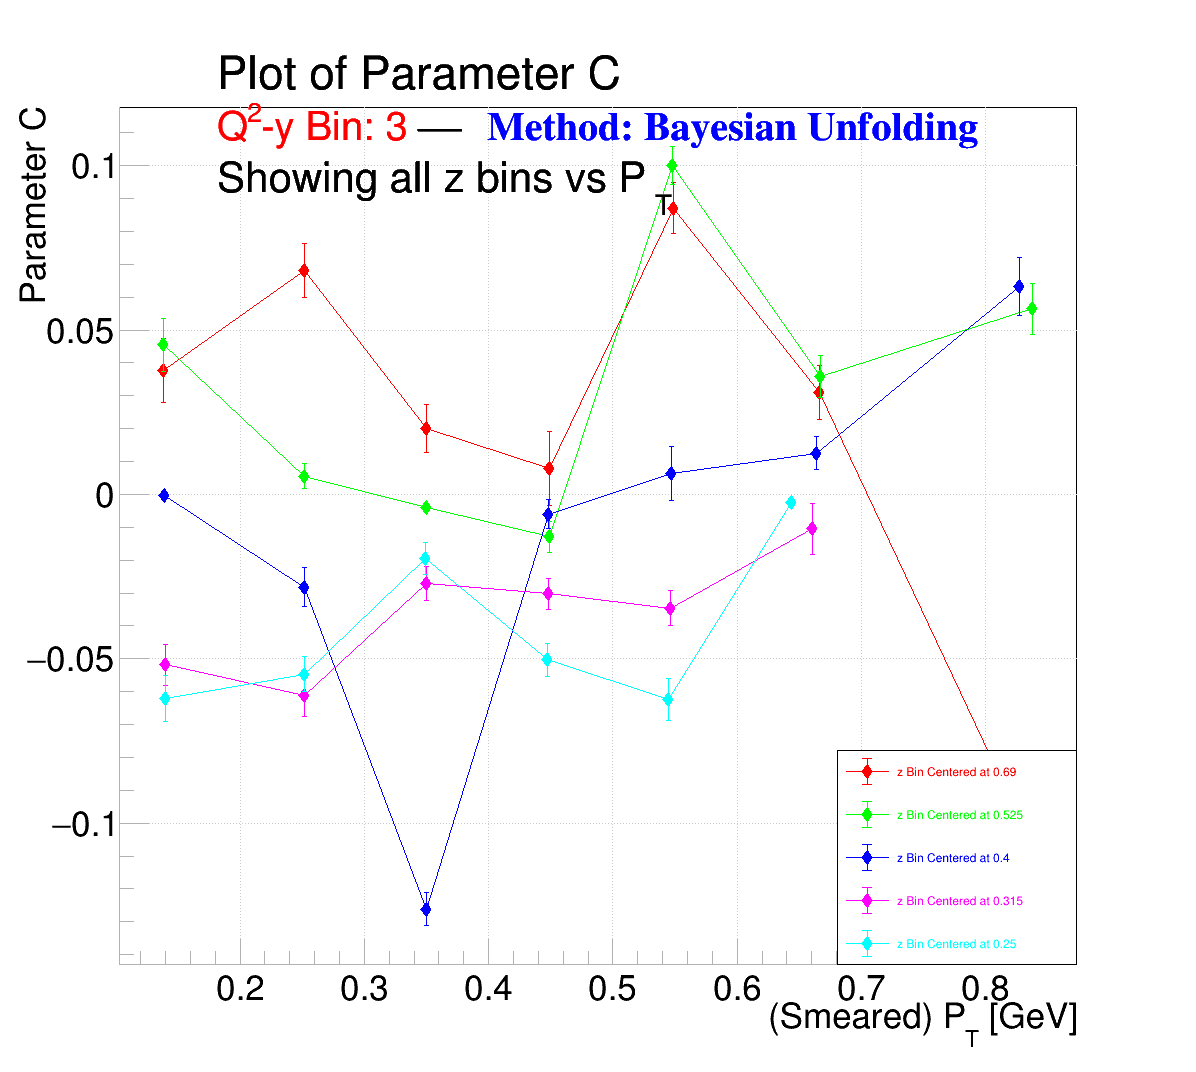 Plot of Parameter C
Q²-y Bin: 3 — Method: Bayesian Unfolding
Showing all z bins vs P_T
Parameter C
0.1
0.05
0
−0.05
−0.1
z Bin Centered at 0.69
z Bin Centered at 0.525
z Bin Centered at 0.4
z Bin Centered at 0.315
z Bin Centered at 0.25
0.2 0.3 0.4 0.5 0.6 0.7 0.8
(Smeared) P_T [GeV]